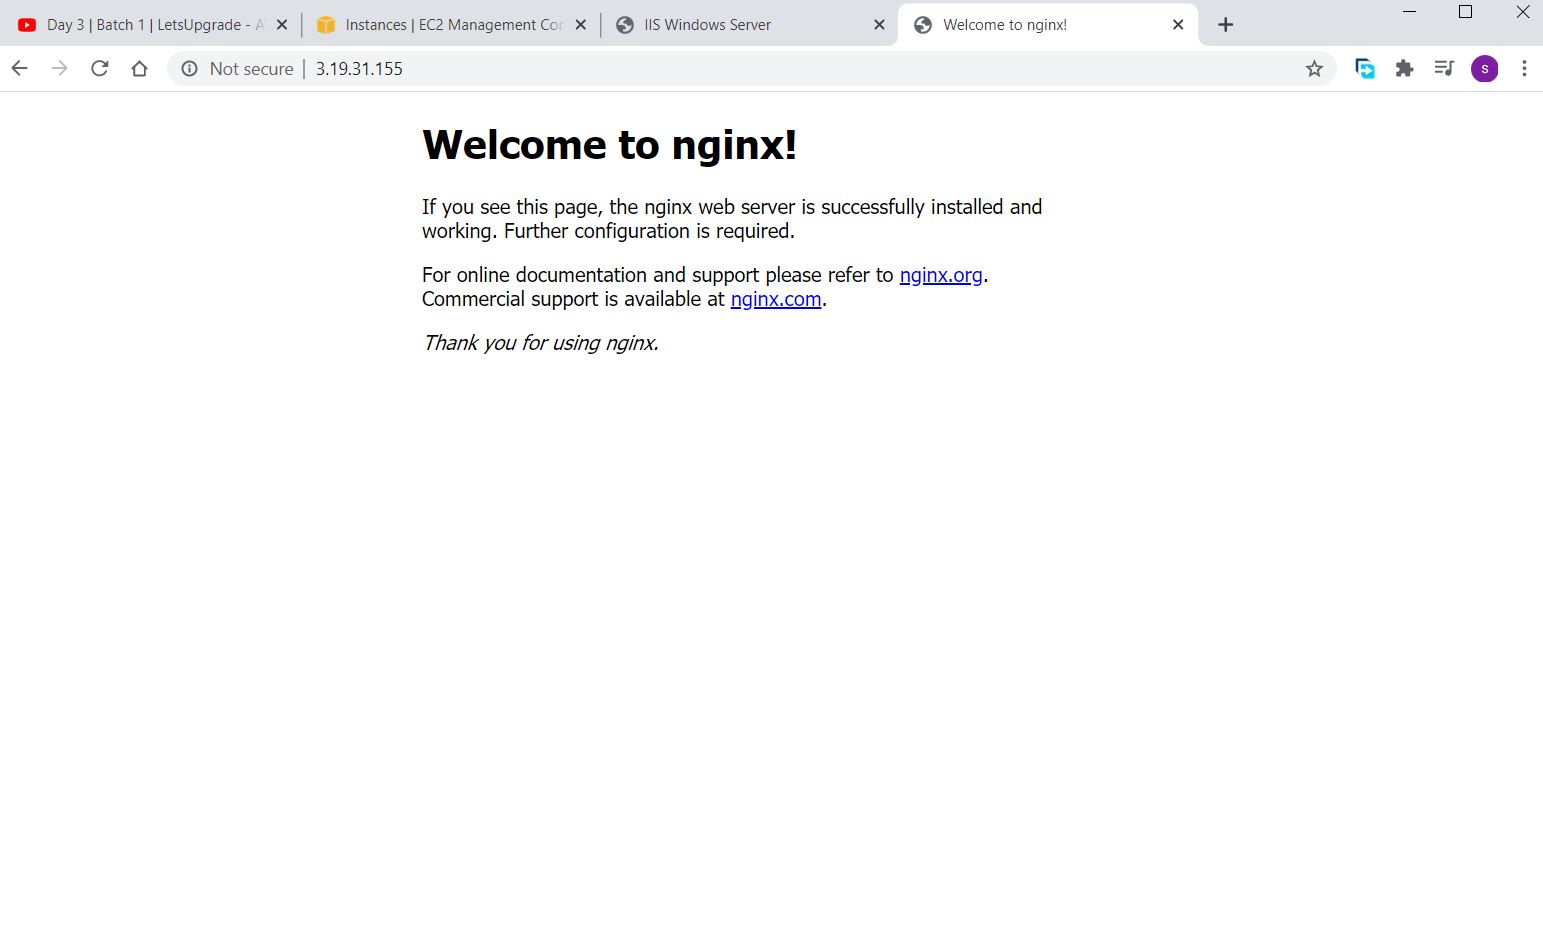 Day 3 | Batch 1 | LetsUpgrade - A
Instances | EC2 Management Con
IIS Windows Server
Welcome to nginx!
Not secure
3.19.31.155
S
Welcome to nginx!
If you see this page, the nginx web server is successfully installed and
working. Further configuration is required.
For online documentation and support please refer to nginx.org.
Commercial support is available at nginx.com.
Thank you for using nginx.